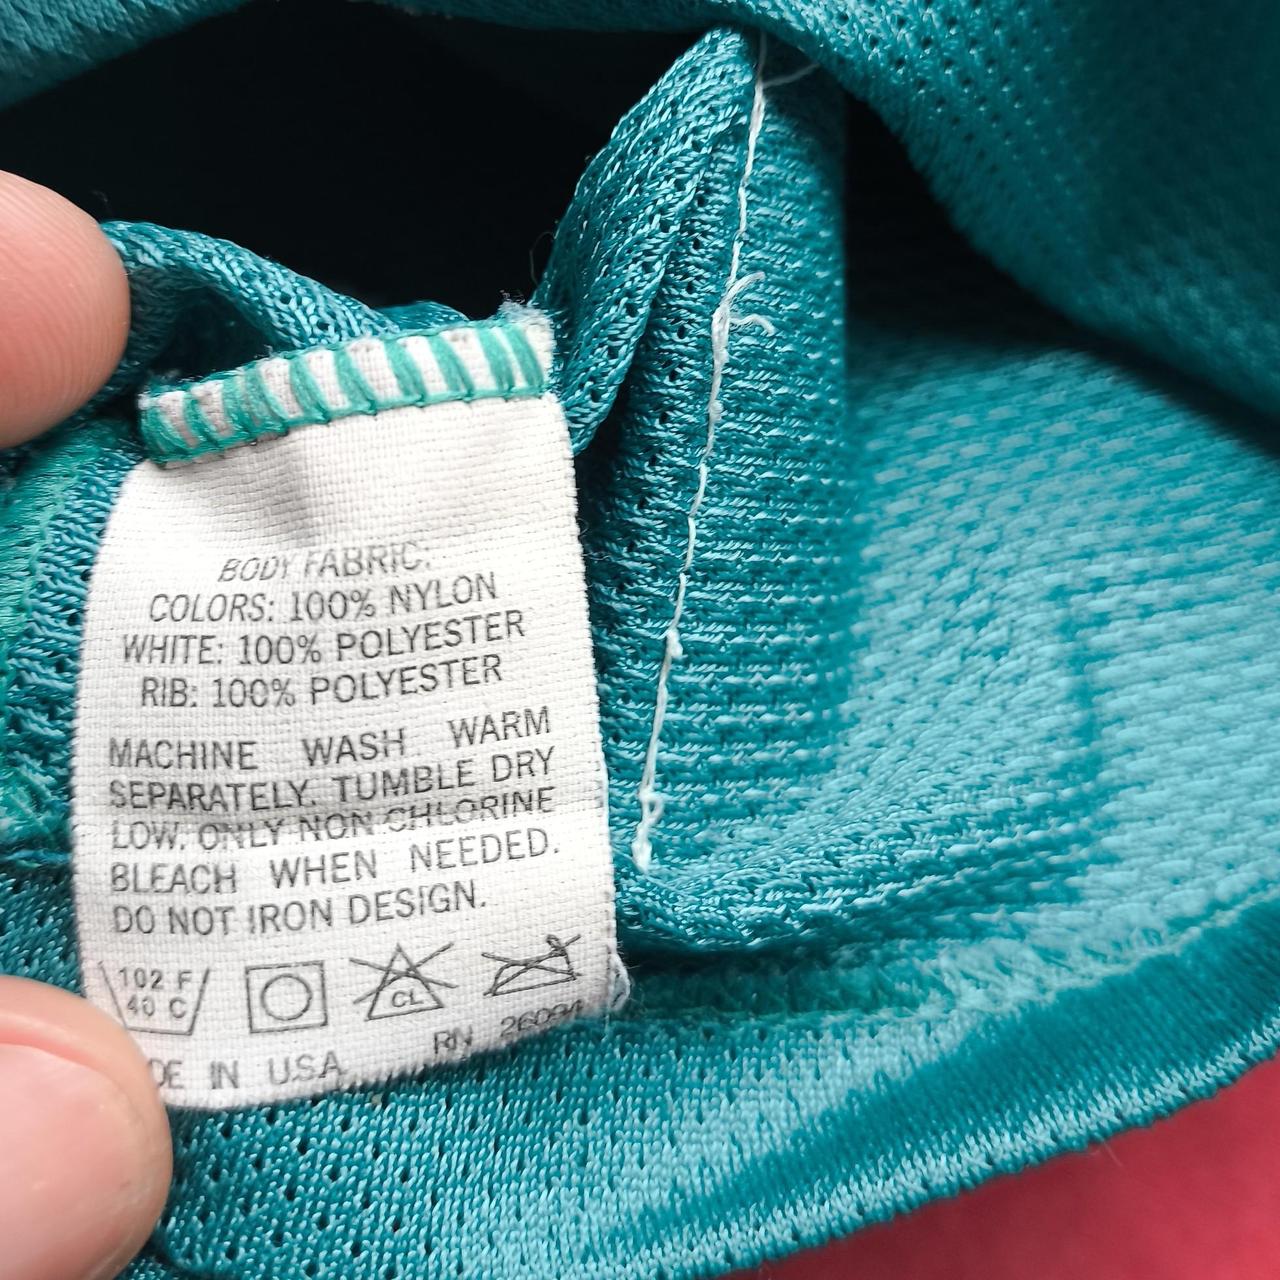 BODY FABRIC:
COLORS: 100% NYLON
WHITE: 100% POLYESTER
RIB: 100% POLYESTER
MACHINE WASH WARM
SEPARATELY. TUMBLE DRY
LOW. ONLY NON CHLORINE
BLEACH WHEN NEEDED.
DO NOT IRON DESIGN.
102 F
40 C
CL
RN 26094
DE IN U.S.A.